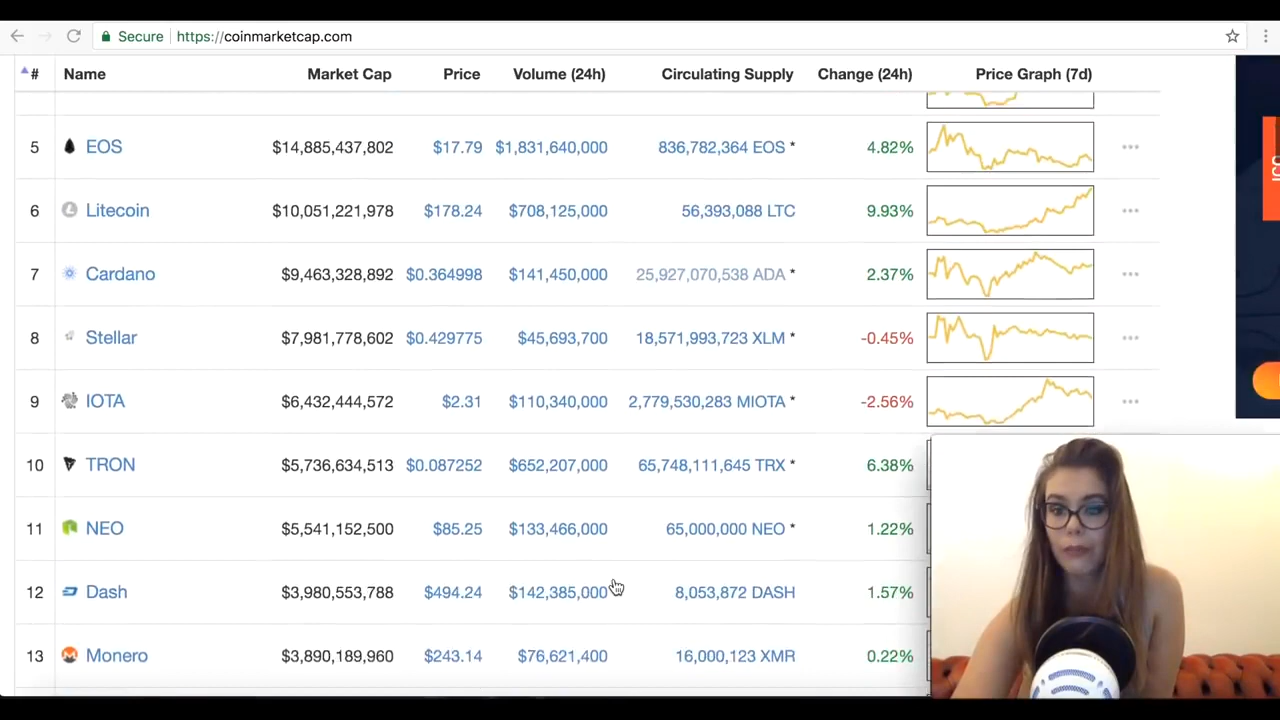 Secure https://coinmarketcap.com
# Name Market Cap Price Volume (24h) Circulating Supply Change (24h) Price Graph (7d)
5 EOS $14,885,437,802 $17.79 $1,831,640,000 836,782,364 EOS * 4.82%
6 Litecoin $10,051,221,978 $178.24 $708,125,000 56,393,088 LTC 9.93%
7 Cardano $9,463,328,892 $0.364998 $141,450,000 25,927,070,538 ADA * 2.37%
8 Stellar $7,981,778,602 $0.429775 $45,693,700 18,571,993,723 XLM * -0.45%
9 IOTA $6,432,444,572 $2.31 $110,340,000 2,779,530,283 MIOTA * -2.56%
10 TRON $5,736,634,513 $0.087252 $652,207,000 65,748,111,645 TRX * 6.38%
11 NEO $5,541,152,500 $85.25 $133,466,000 65,000,000 NEO * 1.22%
12 Dash $3,980,553,788 $494.24 $142,385,000 8,053,872 DASH 1.57%
13 Monero $3,890,189,960 $243.14 $76,621,400 16,000,123 XMR 0.22%